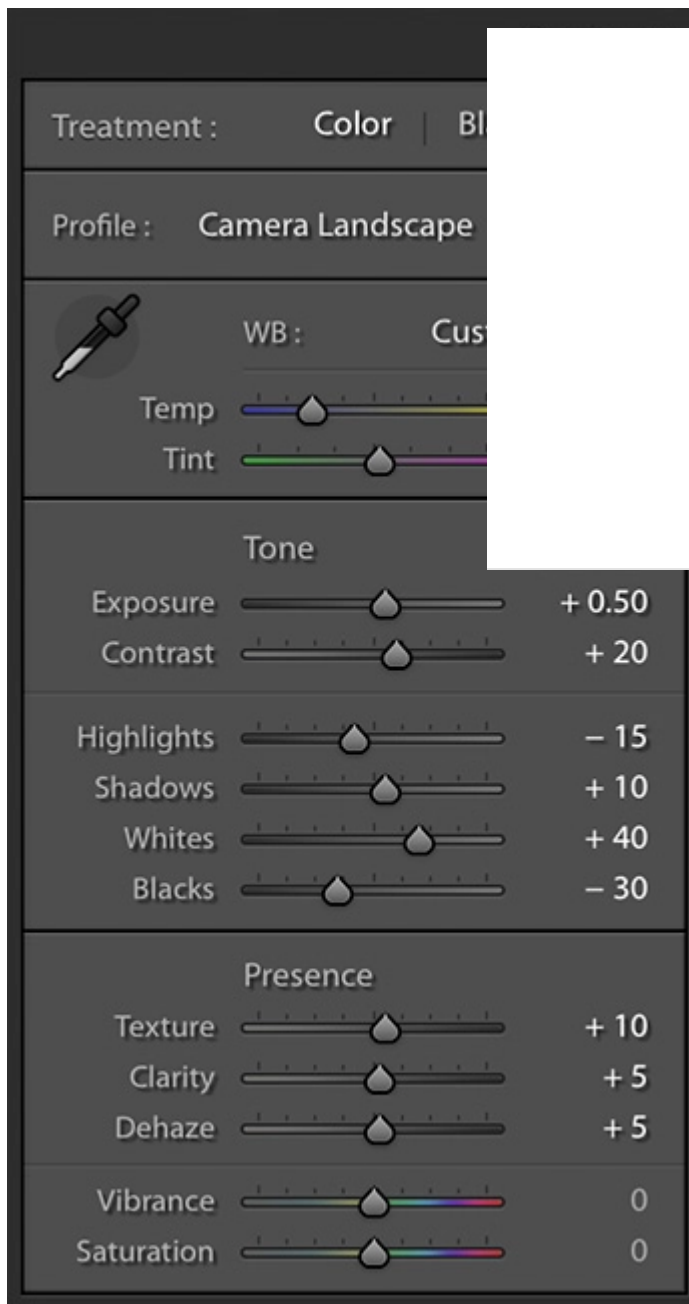 Treatment : Color
Profile : Camera Landscape
WB :
Temp
Tint
Tone
Exposure + 0.50
Contrast + 20
Highlights – 15
Shadows + 10
Whites + 40
Blacks – 30
Presence
Texture + 10
Clarity + 5
Dehaze + 5
Vibrance 0
Saturation 0